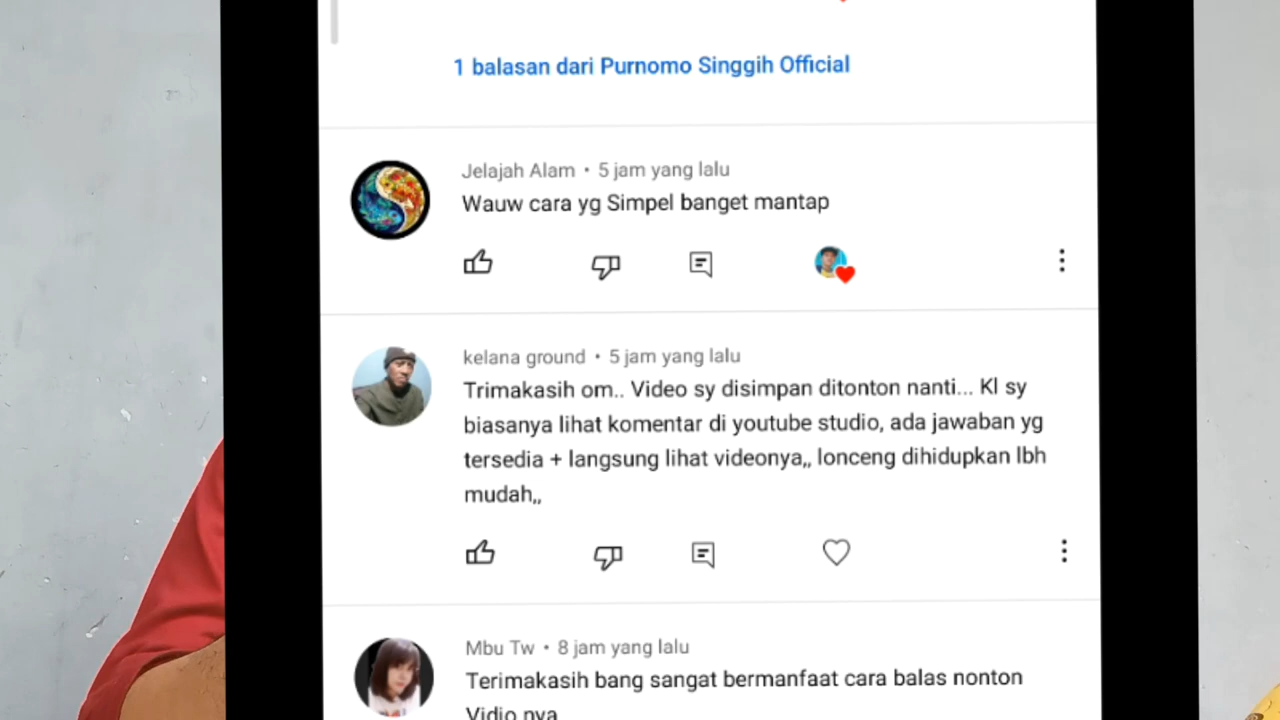 1 balasan dari Purnomo Singgih Official
Jelajah Alam • 5 jam yang lalu
Wauw cara yg Simpel banget mantap
kelana ground • 5 jam yang lalu
Trimakasih om.. Video sy disimpan ditonton nanti... Kl sy
biasanya lihat komentar di youtube studio, ada jawaban yg
tersedia + langsung lihat videonya,, lonceng dihidupkan lbh
mudah,,
Mbu Tw • 8 jam yang lalu
Terimakasih bang sangat bermanfaat cara balas nonton
Vidio nya